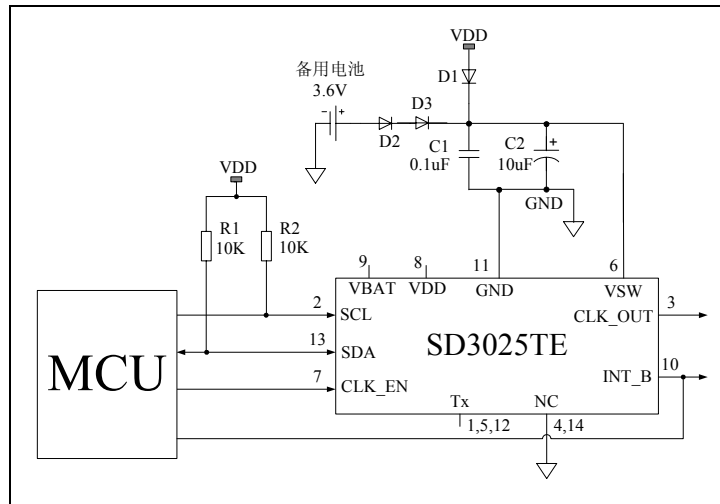 VDD
D1
备用电池
3.6V
- +
D3
D2
C1
0.1uF
C2 +
10uF
GND
VDD
R1
10K
R2
10K
9
8
11
6
VBAT
VDD
GND
VSW
MCU
2
SCL
13
SDA
7
CLK_EN
SD3025TE
CLK_OUT
3
INT_B
10
Tx
NC
1,5,12
4,14